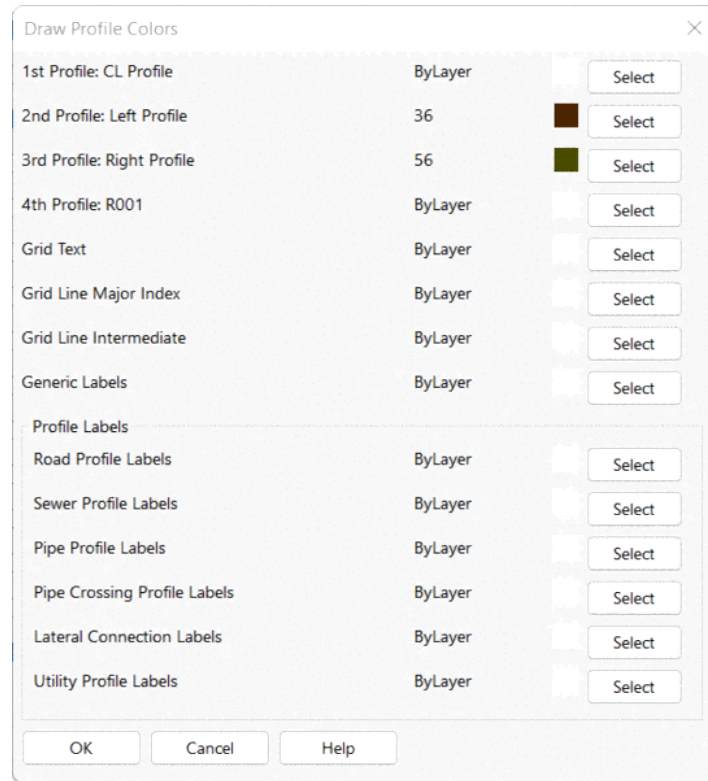 Draw Profile Colors
1st Profile: CL Profile ByLayer Select
2nd Profile: Left Profile 36 Select
3rd Profile: Right Profile 56 Select
4th Profile: R001 ByLayer Select
Grid Text ByLayer Select
Grid Line Major Index ByLayer Select
Grid Line Intermediate ByLayer Select
Generic Labels ByLayer Select
Profile Labels
Road Profile Labels ByLayer Select
Sewer Profile Labels ByLayer Select
Pipe Profile Labels ByLayer Select
Pipe Crossing Profile Labels ByLayer Select
Lateral Connection Labels ByLayer Select
Utility Profile Labels ByLayer Select
OK Cancel Help